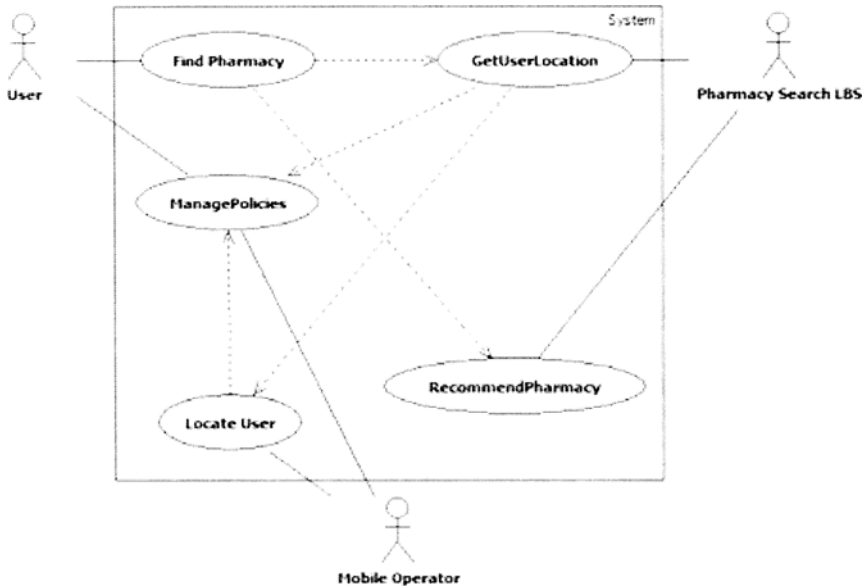 System
Find Pharmacy
GetUserLocation
User
Pharmacy Search LBS
ManagePolicies
RecommendPharmacy
Locate User
Mobile Operator